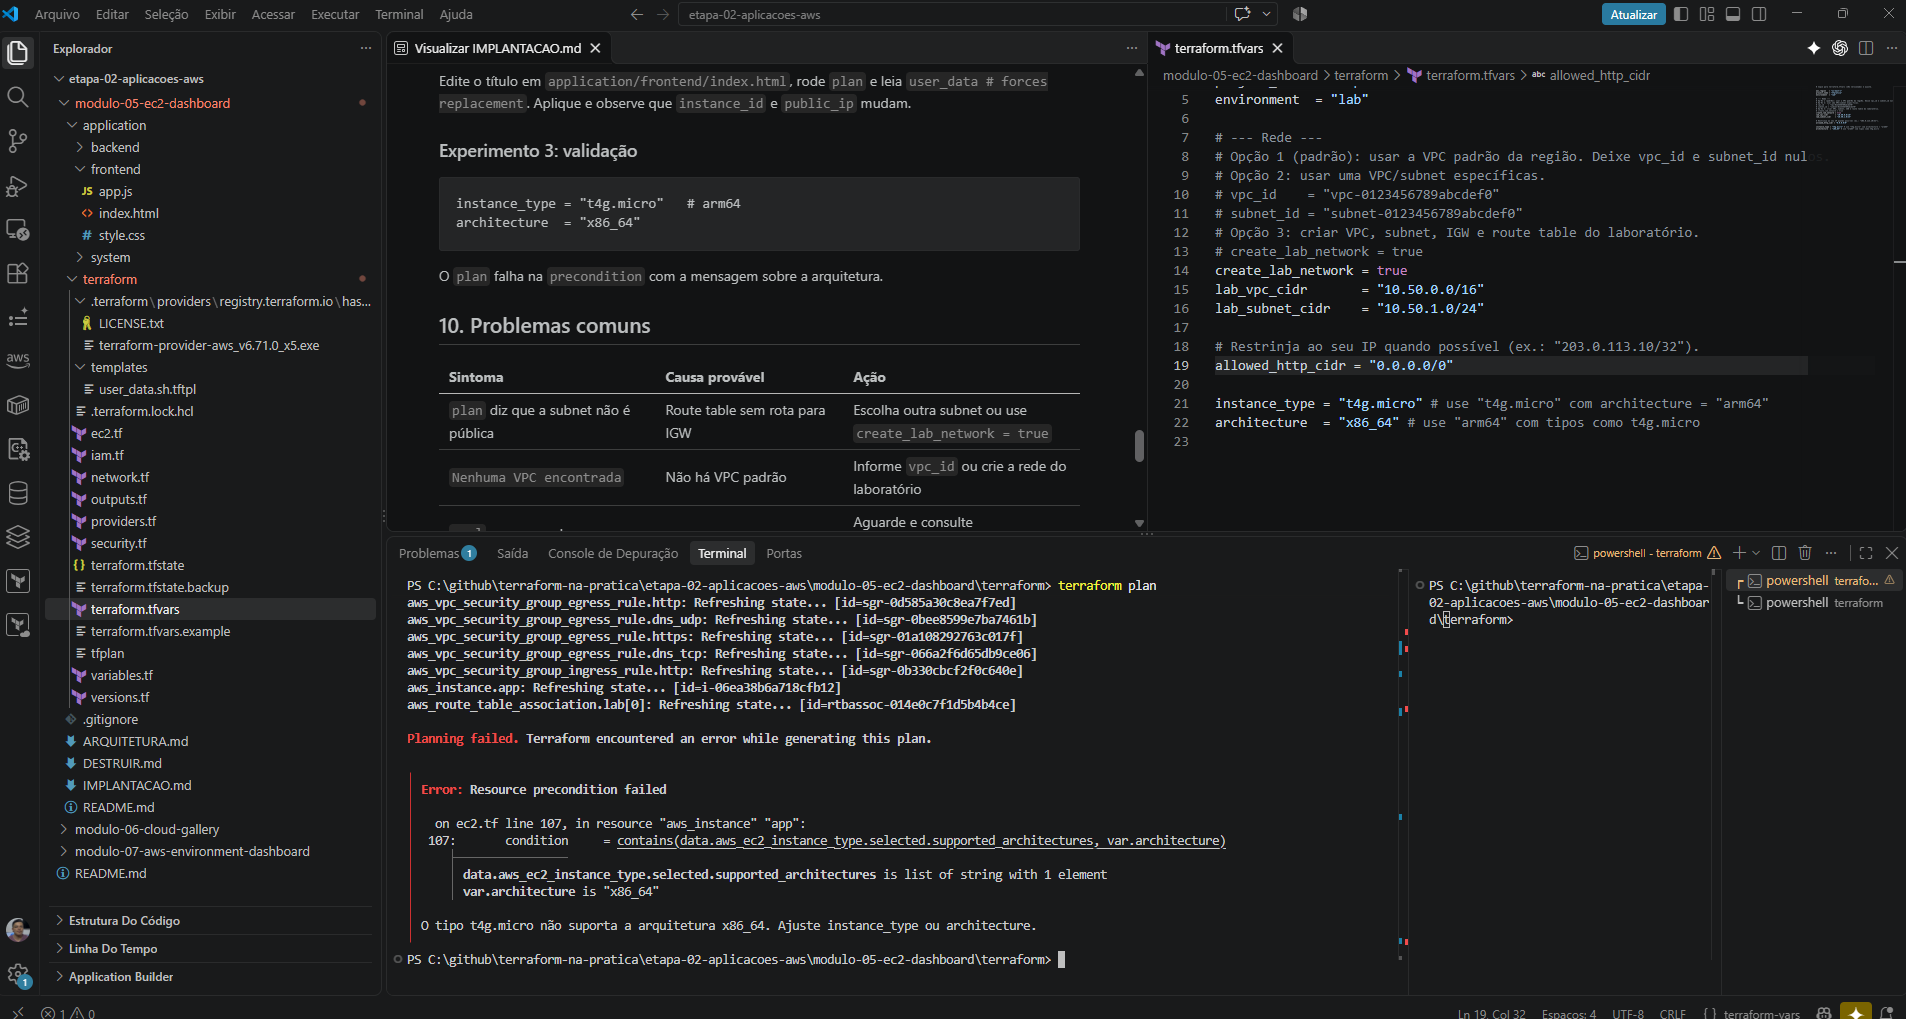 Arquivo Editar Seleção Exibir Acessar Executar Terminal Ajuda
etapa-02-aplicacoes-aws
Atualizar
Explorador
etapa-02-aplicacoes-aws
modulo-05-ec2-dashboard
application
backend
frontend
JS app.js
<> index.html
# style.css
system
terraform
.terraform\providers\registry.terraform.io\has...
LICENSE.txt
terraform-provider-aws_v6.71.0_x5.exe
templates
user_data.sh.tftpl
.terraform.lock.hcl
ec2.tf
iam.tf
network.tf
outputs.tf
providers.tf
security.tf
{} terraform.tfstate
terraform.tfstate.backup
terraform.tfvars
terraform.tfvars.example
tfplan
variables.tf
versions.tf
.gitignore
ARQUITETURA.md
DESTRUIR.md
IMPLANTACAO.md
README.md
modulo-06-cloud-gallery
modulo-07-aws-environment-dashboard
README.md
Estrutura Do Código
Linha Do Tempo
Application Builder
aws
1
Visualizar IMPLANTACAO.md
Edite o título em application/frontend/index.html, rode plan e leia user_data # forces
replacement. Aplique e observe que instance_id e public_ip mudam.
Experimento 3: validação
instance_type = "t4g.micro"   # arm64
architecture  = "x86_64"
O plan falha na precondition com a mensagem sobre a arquitetura.
10. Problemas comuns
Sintoma Causa provável Ação
plan diz que a subnet não é Route table sem rota para Escolha outra subnet ou use
pública IGW create_lab_network = true
Nenhuma VPC encontrada Não há VPC padrão Informe vpc_id ou crie a rede do
laboratório
Aguarde e consulte
terraform.tfvars
modulo-05-ec2-dashboard > terraform > terraform.tfvars > abc allowed_http_cidr
5 environment  = "lab"
6
7 # --- Rede ---
8 # Opção 1 (padrão): usar a VPC padrão da região. Deixe vpc_id e subnet_id nulos.
9 # Opção 2: usar uma VPC/subnet específicas.
10 # vpc_id    = "vpc-0123456789abcdef0"
11 # subnet_id = "subnet-0123456789abcdef0"
12 # Opção 3: criar VPC, subnet, IGW e route table do laboratório.
13 # create_lab_network = true
14 create_lab_network = true
15 lab_vpc_cidr       = "10.50.0.0/16"
16 lab_subnet_cidr    = "10.50.1.0/24"
17
18 # Restrinja ao seu IP quando possível (ex.: "203.0.113.10/32").
19 allowed_http_cidr = "0.0.0.0/0"
20
21 instance_type = "t4g.micro" # use "t4g.micro" com architecture = "arm64"
22 architecture  = "x86_64" # use "arm64" com tipos como t4g.micro
23
Problemas 1 Saída Console de Depuração Terminal Portas
powershell - terraform
PS C:\github\terraform-na-pratica\etapa-02-aplicacoes-aws\modulo-05-ec2-dashboard\terraform> terraform plan
aws_vpc_security_group_egress_rule.http: Refreshing state... [id=sgr-0d585a30c8ea7f7ed]
aws_vpc_security_group_egress_rule.dns_udp: Refreshing state... [id=sgr-0bee8599e7ba7461b]
aws_vpc_security_group_egress_rule.https: Refreshing state... [id=sgr-01a108292763c017f]
aws_vpc_security_group_egress_rule.dns_tcp: Refreshing state... [id=sgr-066a2f6d65db9ce06]
aws_vpc_security_group_ingress_rule.http: Refreshing state... [id=sgr-0b330cbcf2f0c640e]
aws_instance.app: Refreshing state... [id=i-06ea38b6a718cfb12]
aws_route_table_association.lab[0]: Refreshing state... [id=rtbassoc-014e0c7f1d5b4b4ce]
Planning failed. Terraform encountered an error while generating this plan.
Error: Resource precondition failed
on ec2.tf line 107, in resource "aws_instance" "app":
107:       condition     = contains(data.aws_ec2_instance_type.selected.supported_architectures, var.architecture)
data.aws_ec2_instance_type.selected.supported_architectures is list of string with 1 element
var.architecture is "x86_64"
O tipo t4g.micro não suporta a arquitetura x86_64. Ajuste instance_type ou architecture.
PS C:\github\terraform-na-pratica\etapa-02-aplicacoes-aws\modulo-05-ec2-dashboard\terraform>
PS C:\github\terraform-na-pratica\etapa-
02-aplicacoes-aws\modulo-05-ec2-dashboar
d\terraform>
powershell terrafo...
powershell terraform
1 0
Ln 19, Col 32 Espaços: 4 UTF-8 CRLF {} terraform-vars